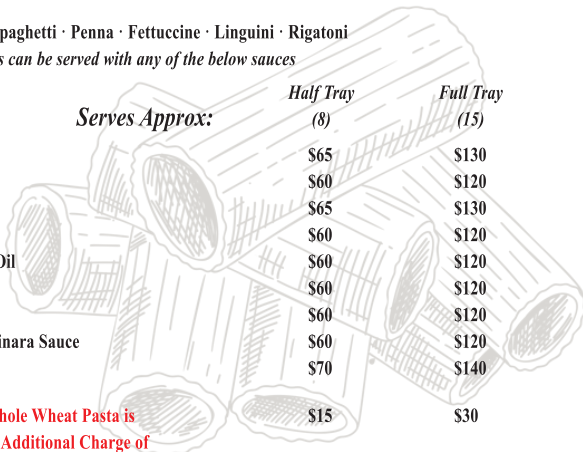 paghetti · Penna · Fettuccine · Linguini · Rigatoni
s can be served with any of the below sauces
Half Tray Full Tray
Serves Approx: (8) (15)
$65 $130
$60 $120
$65 $130
$60 $120
Oil $60 $120
$60 $120
$60 $120
inara Sauce $60 $120
$70 $140
hole Wheat Pasta is $15 $30
Additional Charge of